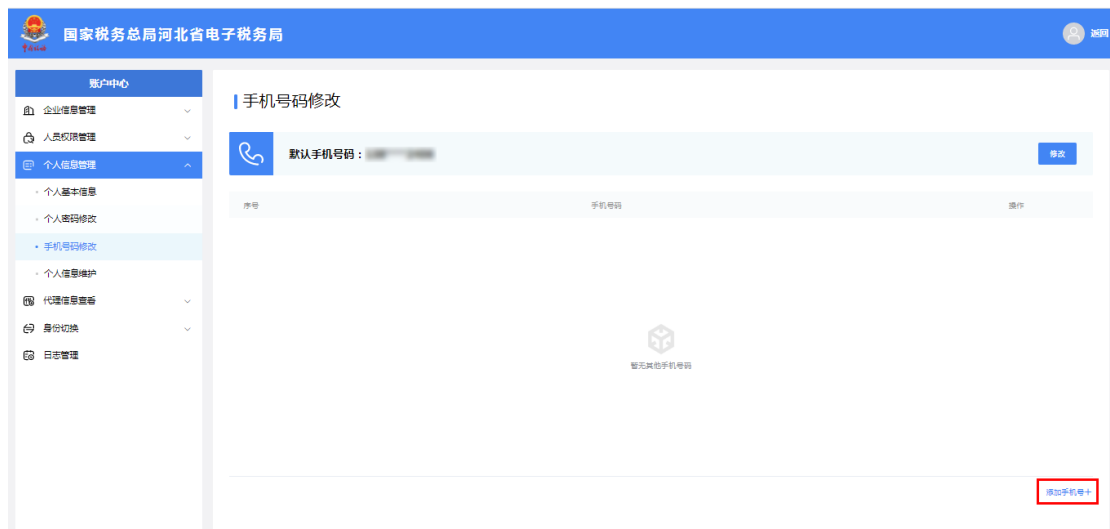 国家税务总局河北省电子税务局
返回
账户中心
企业信息管理
人员权限管理
个人信息管理
个人基本信息
个人密码修改
手机号码修改
个人信息维护
代理信息查看
身份切换
日志管理
手机号码修改
默认手机号码：
修改
序号 手机号码 操作
暂无其他手机号码
添加手机号＋